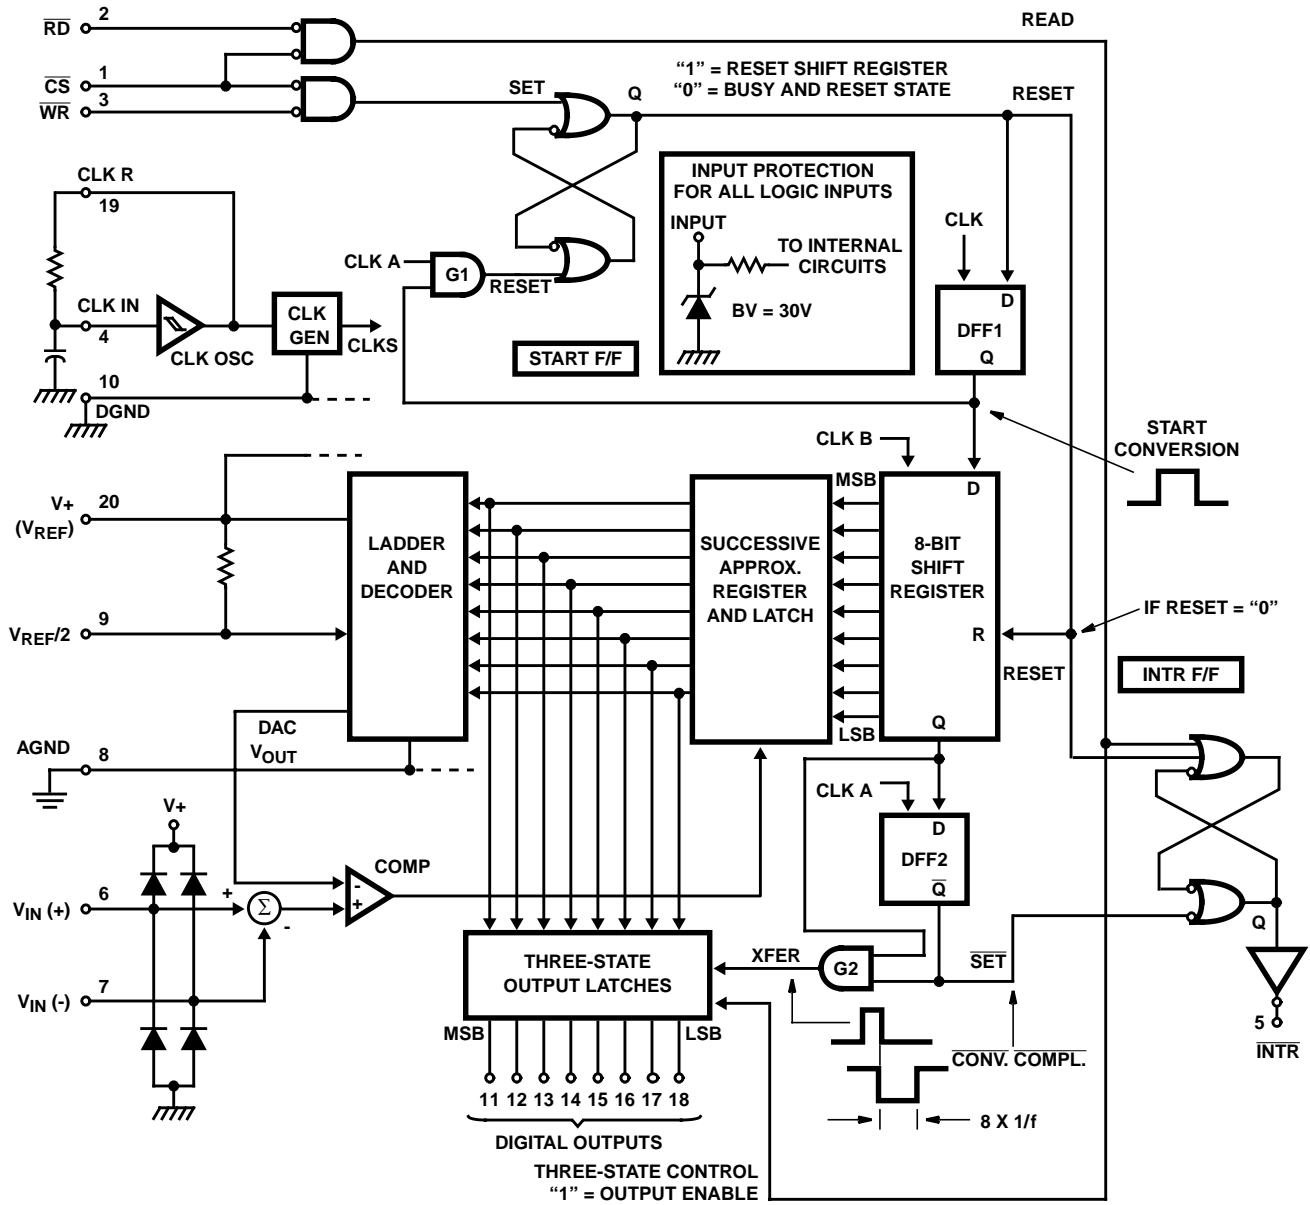 2
RD
READ
1
CS
3
WR
SET
Q
"1" = RESET SHIFT REGISTER
"0" = BUSY AND RESET STATE
RESET
CLK R
19
CLK A
G1
RESET
INPUT PROTECTION
FOR ALL LOGIC INPUTS
INPUT
TO INTERNAL
CIRCUITS
BV = 30V
CLK
D
DFF1
Q
CLK IN
4
CLK OSC
CLK
GEN
CLKS
START F/F
10
DGND
START
CONVERSION
CLK B
V+
(VREF)
20
LADDER
AND
DECODER
MSB
SUCCESSIVE
APPROX.
REGISTER
AND LATCH
D
8-BIT
SHIFT
REGISTER
R
Q
LSB
IF RESET = "0"
RESET
INTR F/F
VREF/2
9
DAC
VOUT
AGND
8
V+
CLK A
D
DFF2
Q
COMP
-
+
VIN (+)
6
+
Σ
-
VIN (-)
7
THREE-STATE
OUTPUT LATCHES
XFER
G2
SET
Q
5
INTR
MSB
LSB
CONV. COMPL.
11 12 13 14 15 16 17 18
8 X 1/f
DIGITAL OUTPUTS
THREE-STATE CONTROL
"1" = OUTPUT ENABLE